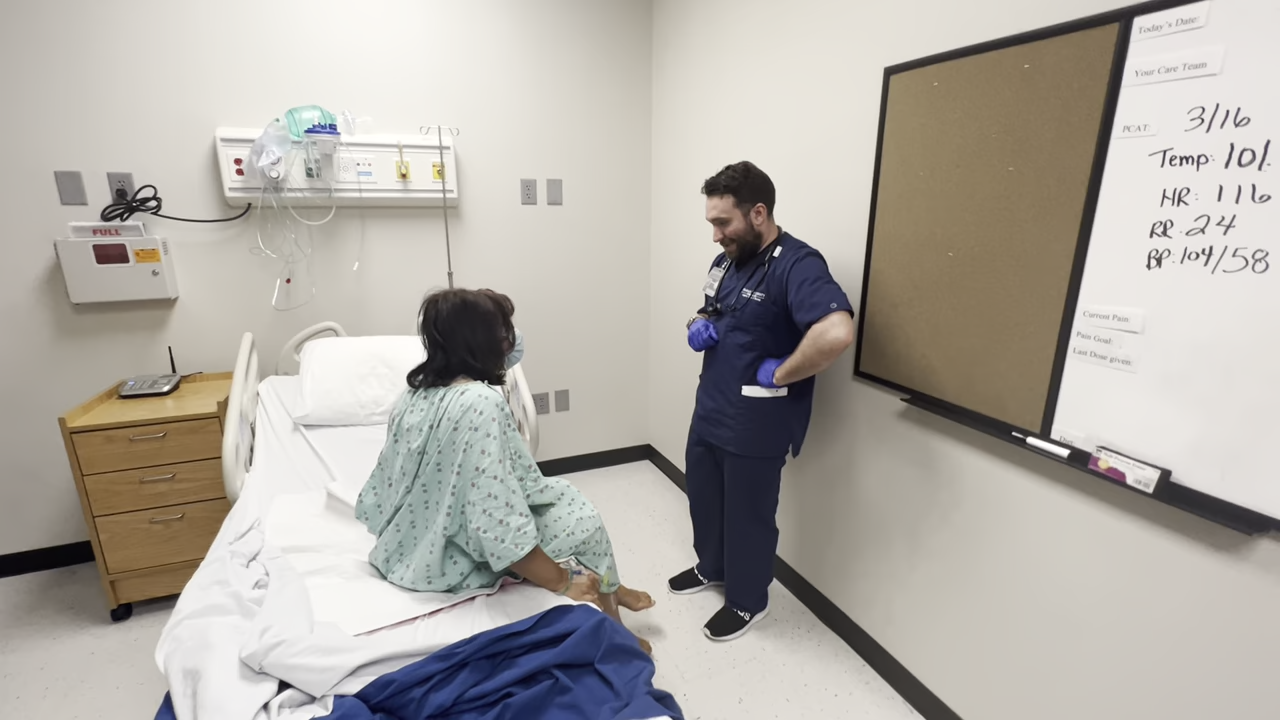 Today's Date:
Your Care Team
PCAT:
3/16
Temp: 101.
HR: 116
RR: 24
BP: 104/58
Current Pain:
Pain Goal:
Last Dose given:
FULL